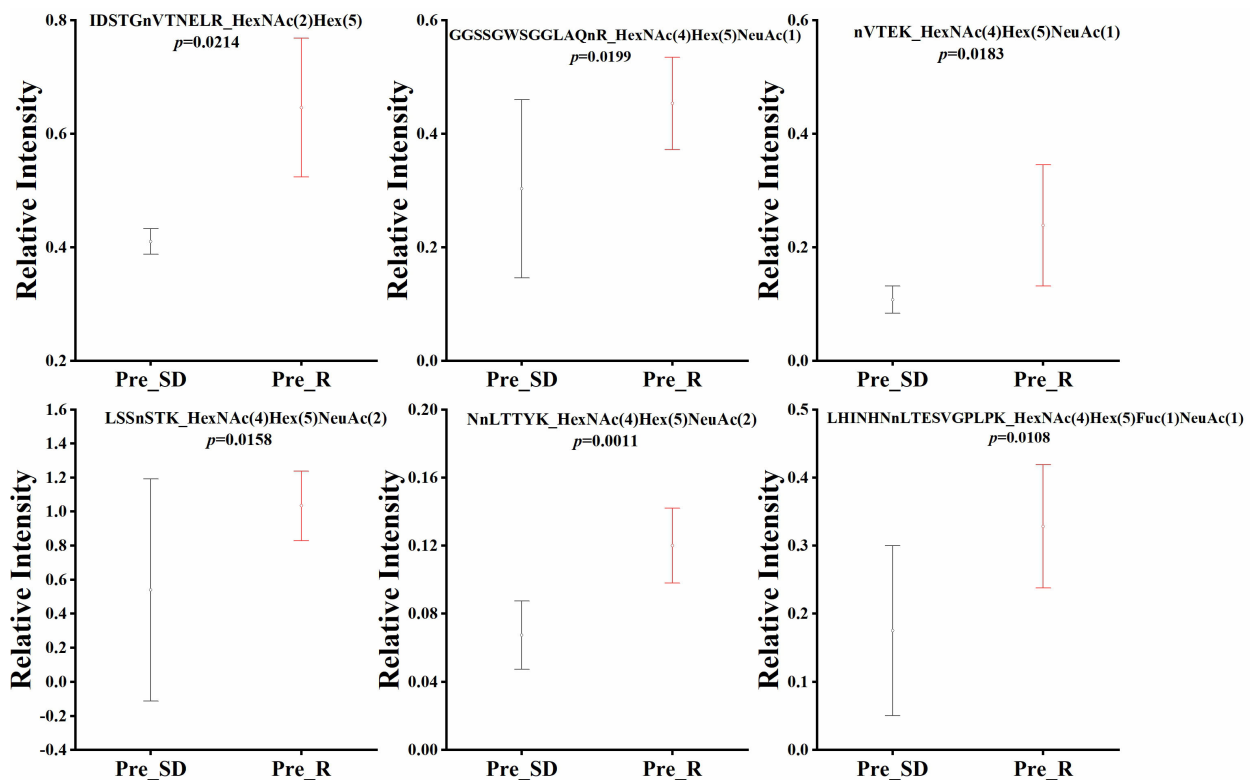 IDSTGnVTNELR_HexNAc(2)Hex(5)
p=0.0214
Relative Intensity
0.8
0.6
0.4
0.2
Pre_SD
Pre_R
GGSSGWSGGLAQnR_HexNAc(4)Hex(5)NeuAc(1)
p=0.0199
Relative Intensity
0.6
0.4
0.2
0.0
Pre_SD
Pre_R
nVTEK_HexNAc(4)Hex(5)NeuAc(1)
p=0.0183
Relative Intensity
0.6
0.4
0.2
0.0
Pre_SD
Pre_R
LSSnSTK_HexNAc(4)Hex(5)NeuAc(2)
p=0.0158
Relative Intensity
1.6
1.4
1.2
1.0
0.8
0.6
0.4
0.2
0.0
-0.2
-0.4
Pre_SD
Pre_R
NnLTTYK_HexNAc(4)Hex(5)NeuAc(2)
p=0.0011
Relative Intensity
0.20
0.16
0.12
0.08
0.04
0.00
Pre_SD
Pre_R
LHINHNnLTESVGPLPK_HexNAc(4)Hex(5)Fuc(1)NeuAc(1)
p=0.0108
Relative Intensity
0.5
0.4
0.3
0.2
0.1
0.0
Pre_SD
Pre_R